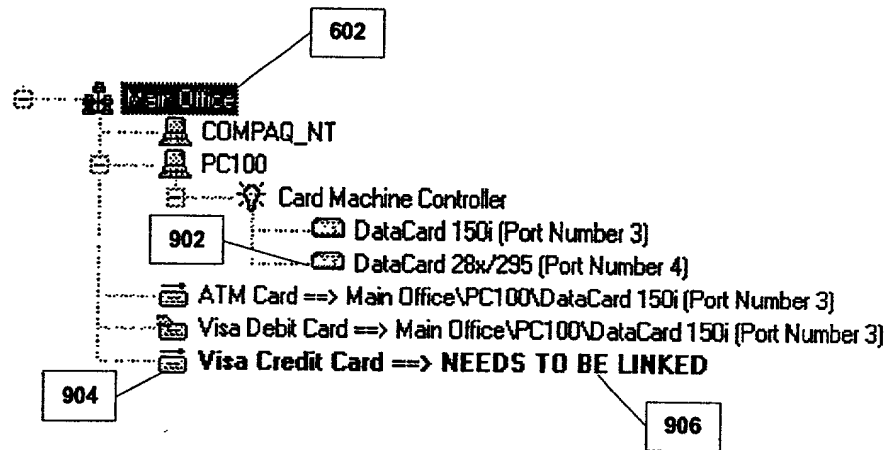 602
Main Office
COMPAQ_NT
PC100
Card Machine Controller
902
DataCard 150i (Port Number 3)
DataCard 28x/295 (Port Number 4)
ATM Card ==> Main Office\PC100\DataCard 150i (Port Number 3)
Visa Debit Card ==> Main Office\PC100\DataCard 150i (Port Number 3)
Visa Credit Card ==> NEEDS TO BE LINKED
904
906